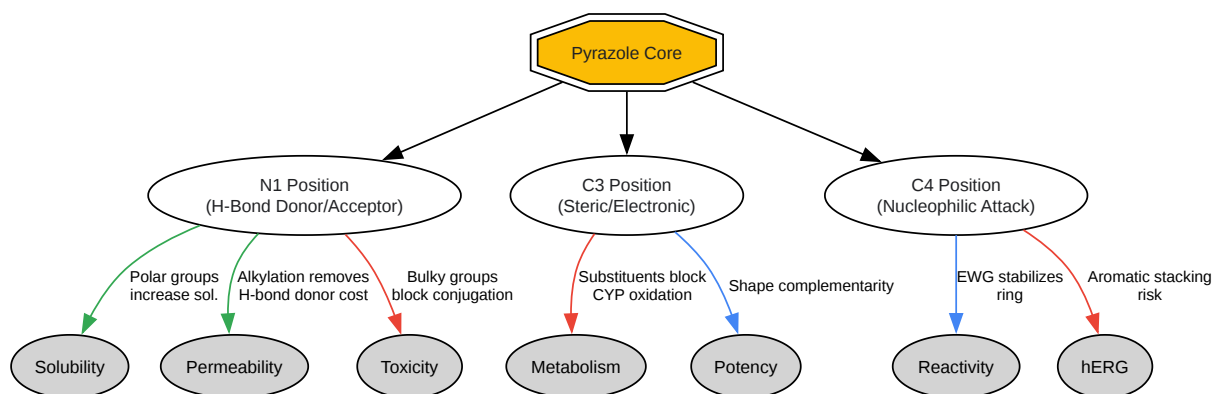 Pyrazole Core
N1 Position
(H-Bond Donor/Acceptor)
C3 Position
(Steric/Electronic)
C4 Position
(Nucleophilic Attack)
Polar groups
increase sol.
Alkylation removes
H-bond donor cost
Bulky groups
block conjugation
Substituents block
CYP oxidation
Shape complementarity
EWG stabilizes
ring
Aromatic stacking
risk
Solubility
Permeability
Toxicity
Metabolism
Potency
Reactivity
hERG